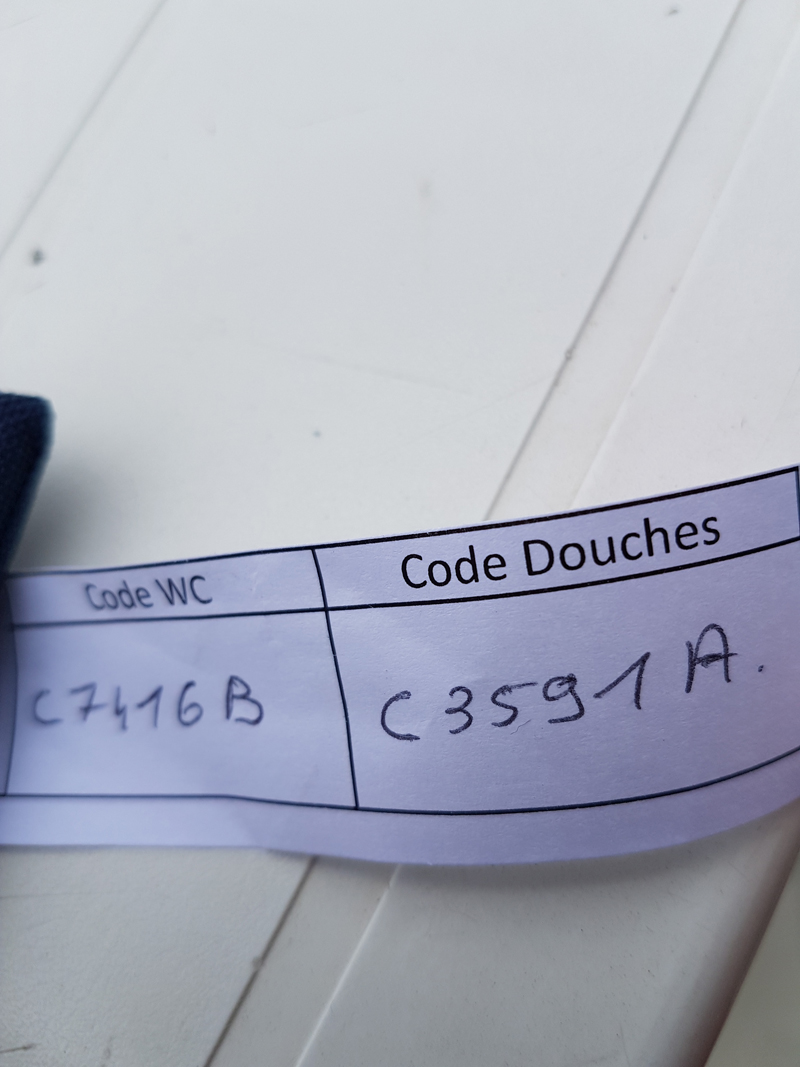 Code WC
Code Douches
C7416B
C3591A.